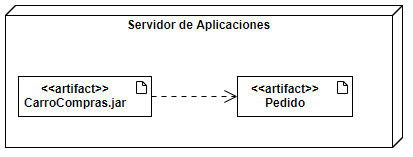 Servidor de Aplicaciones
<<artifact>>
CarroCompras.jar
<<artifact>>
Pedido